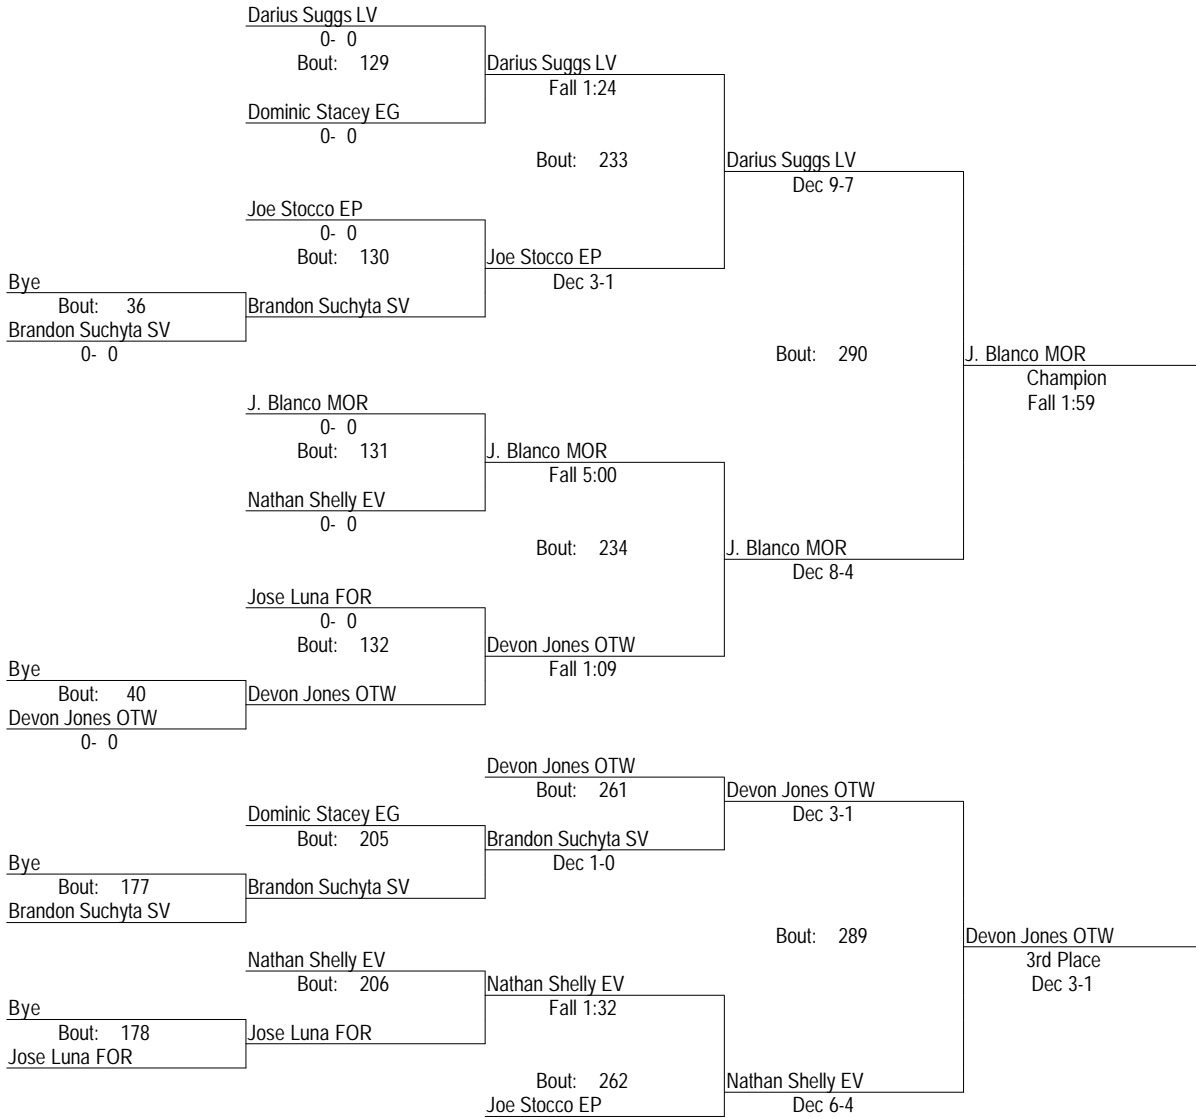 Darius Suggs LV
0- 0
Bout: 129
Darius Suggs LV
Fall 1:24
Dominic Stacey EG
0- 0
Bout: 233
Darius Suggs LV
Dec 9-7
Joe Stocco EP
0- 0
Bout: 130
Joe Stocco EP
Dec 3-1
Bye
Bout: 36
Brandon Suchyta SV
Brandon Suchyta SV
0- 0
Bout: 290
J. Blanco MOR
Champion
Fall 1:59
J. Blanco MOR
0- 0
Bout: 131
J. Blanco MOR
Fall 5:00
Nathan Shelly EV
0- 0
Bout: 234
J. Blanco MOR
Dec 8-4
Jose Luna FOR
0- 0
Bout: 132
Devon Jones OTW
Fall 1:09
Bye
Bout: 40
Devon Jones OTW
Devon Jones OTW
0- 0
Devon Jones OTW
Bout: 261
Devon Jones OTW
Dec 3-1
Dominic Stacey EG
Bout: 205
Brandon Suchyta SV
Dec 1-0
Bye
Bout: 177
Brandon Suchyta SV
Brandon Suchyta SV
Bout: 289
Devon Jones OTW
3rd Place
Dec 3-1
Nathan Shelly EV
Bout: 206
Nathan Shelly EV
Fall 1:32
Bye
Bout: 178
Jose Luna FOR
Jose Luna FOR
Bout: 262
Nathan Shelly EV
Dec 6-4
Joe Stocco EP